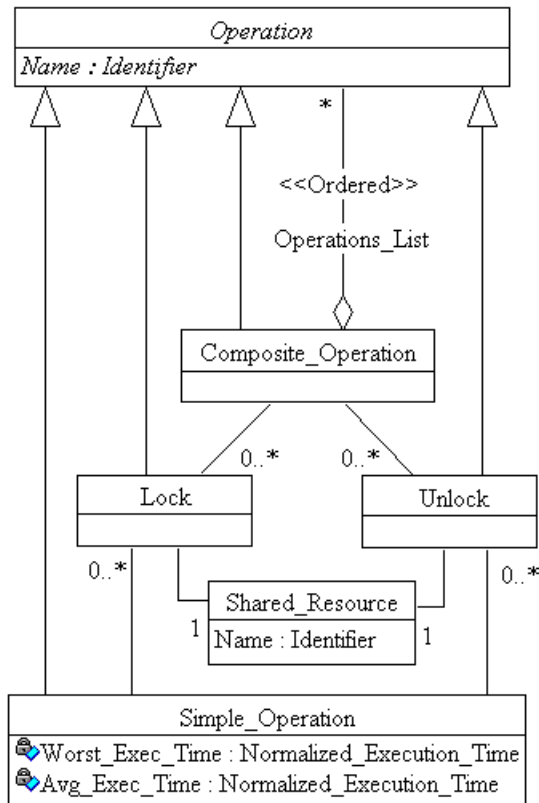 Operation
Name : Identifier
*
<<Ordered>>
Operations_List
Composite_Operation
0..*
0..*
Lock
Unlock
0..*
0..*
Shared_Resource
Name : Identifier
1
1
Simple_Operation
Worst_Exec_Time : Normalized_Execution_Time
Avg_Exec_Time : Normalized_Execution_Time